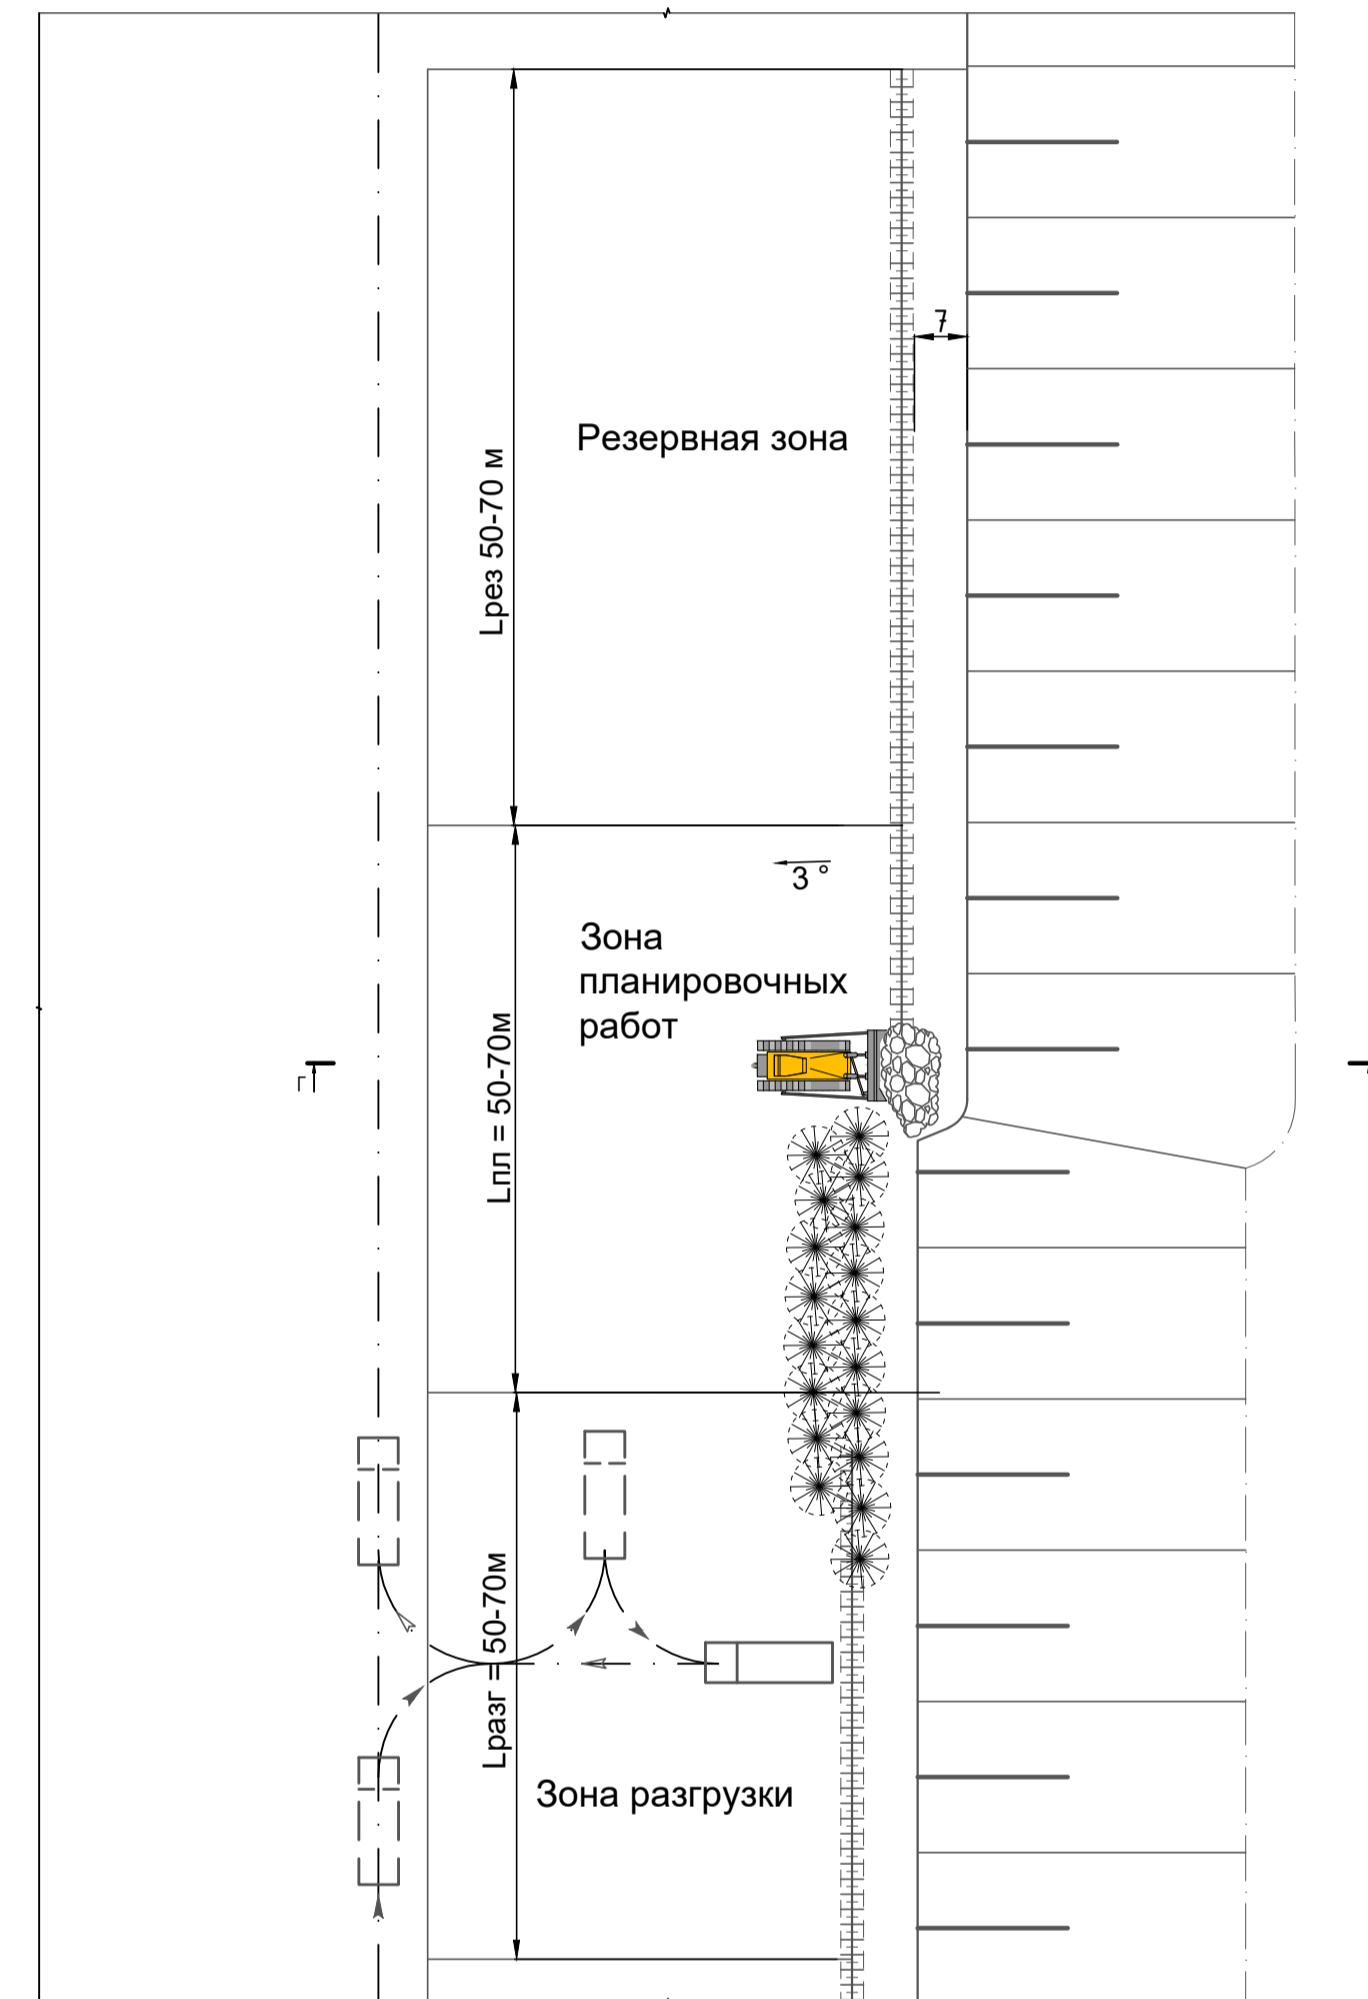 7
Резервная зона
Lрез 50-70 м
3 °
Зона
планировочных
работ
Lпл = 50-70м
Г
Lразг = 50-70м
Зона разгрузки